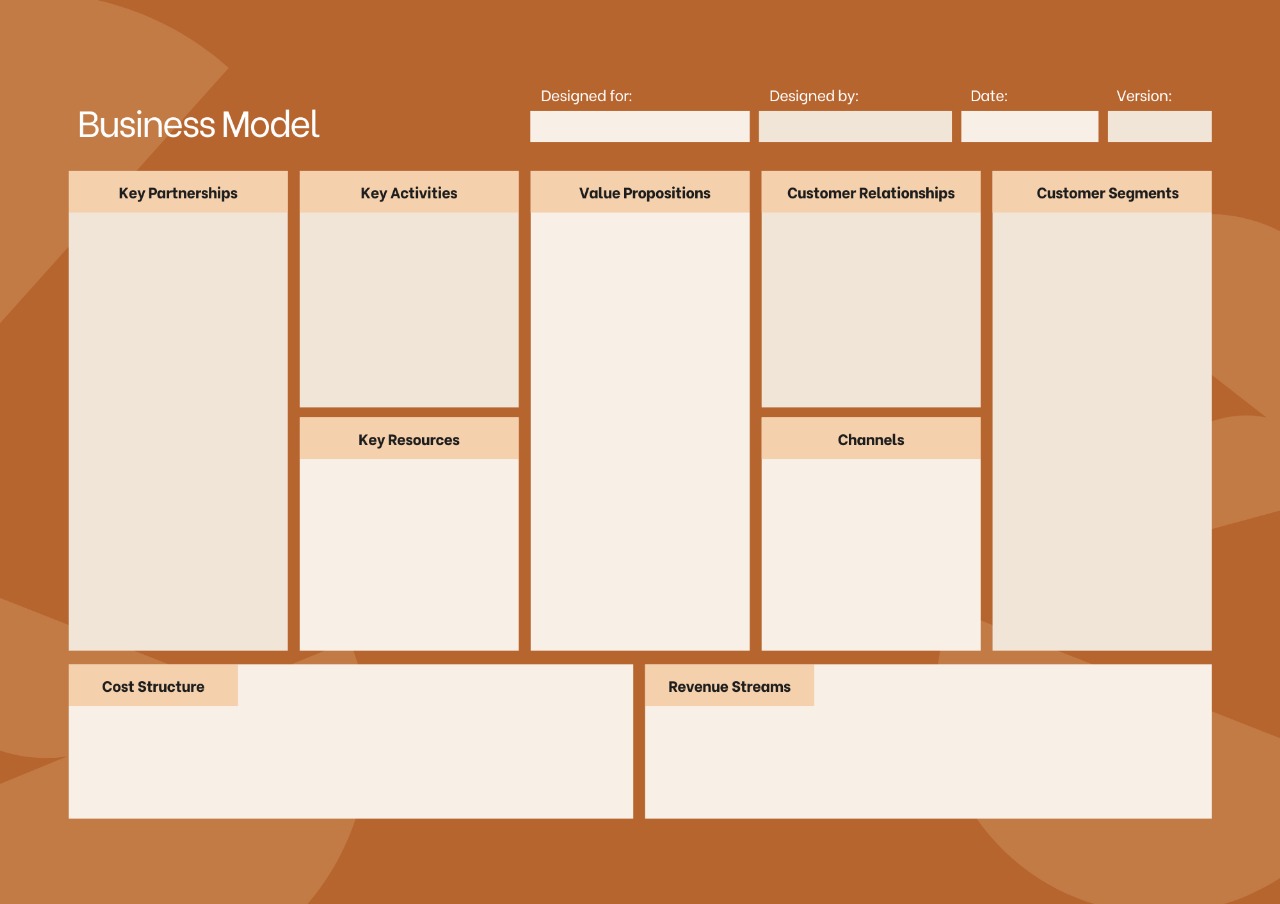 Business Model
Designed for:
Designed by:
Date:
Version:
Key Partnerships
Key Activities
Value Propositions
Customer Relationships
Customer Segments
Key Resources
Channels
Cost Structure
Revenue Streams